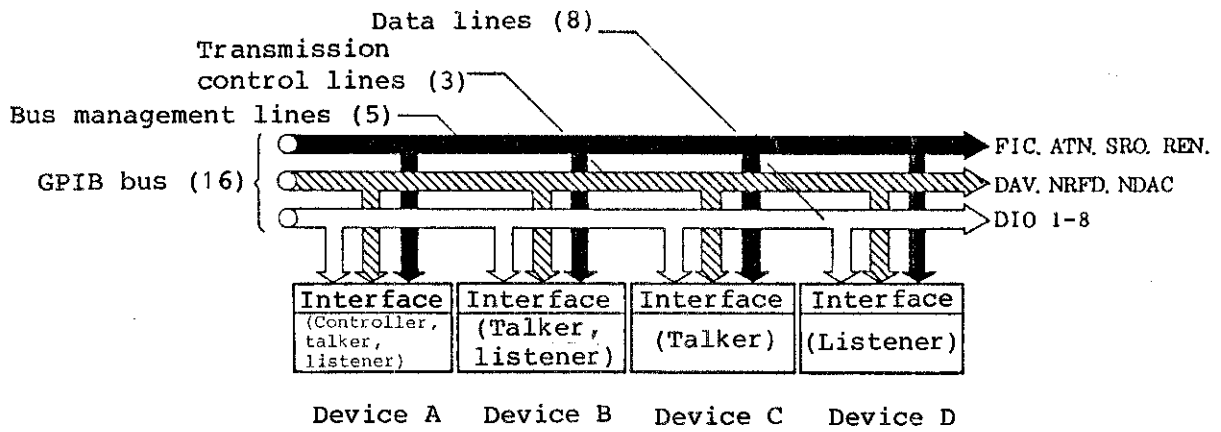 Data lines (8)
Transmission
control lines (3)
Bus management lines (5)
GPIB bus (16)
FIC. ATN. SRO. REN.
DAV. NRFD. NDAC
DIO 1-8
Interface
(Controller,
talker,
listener)
Interface
(Talker,
listener)
Interface
(Talker)
Interface
(Listener)
Device A
Device B
Device C
Device D